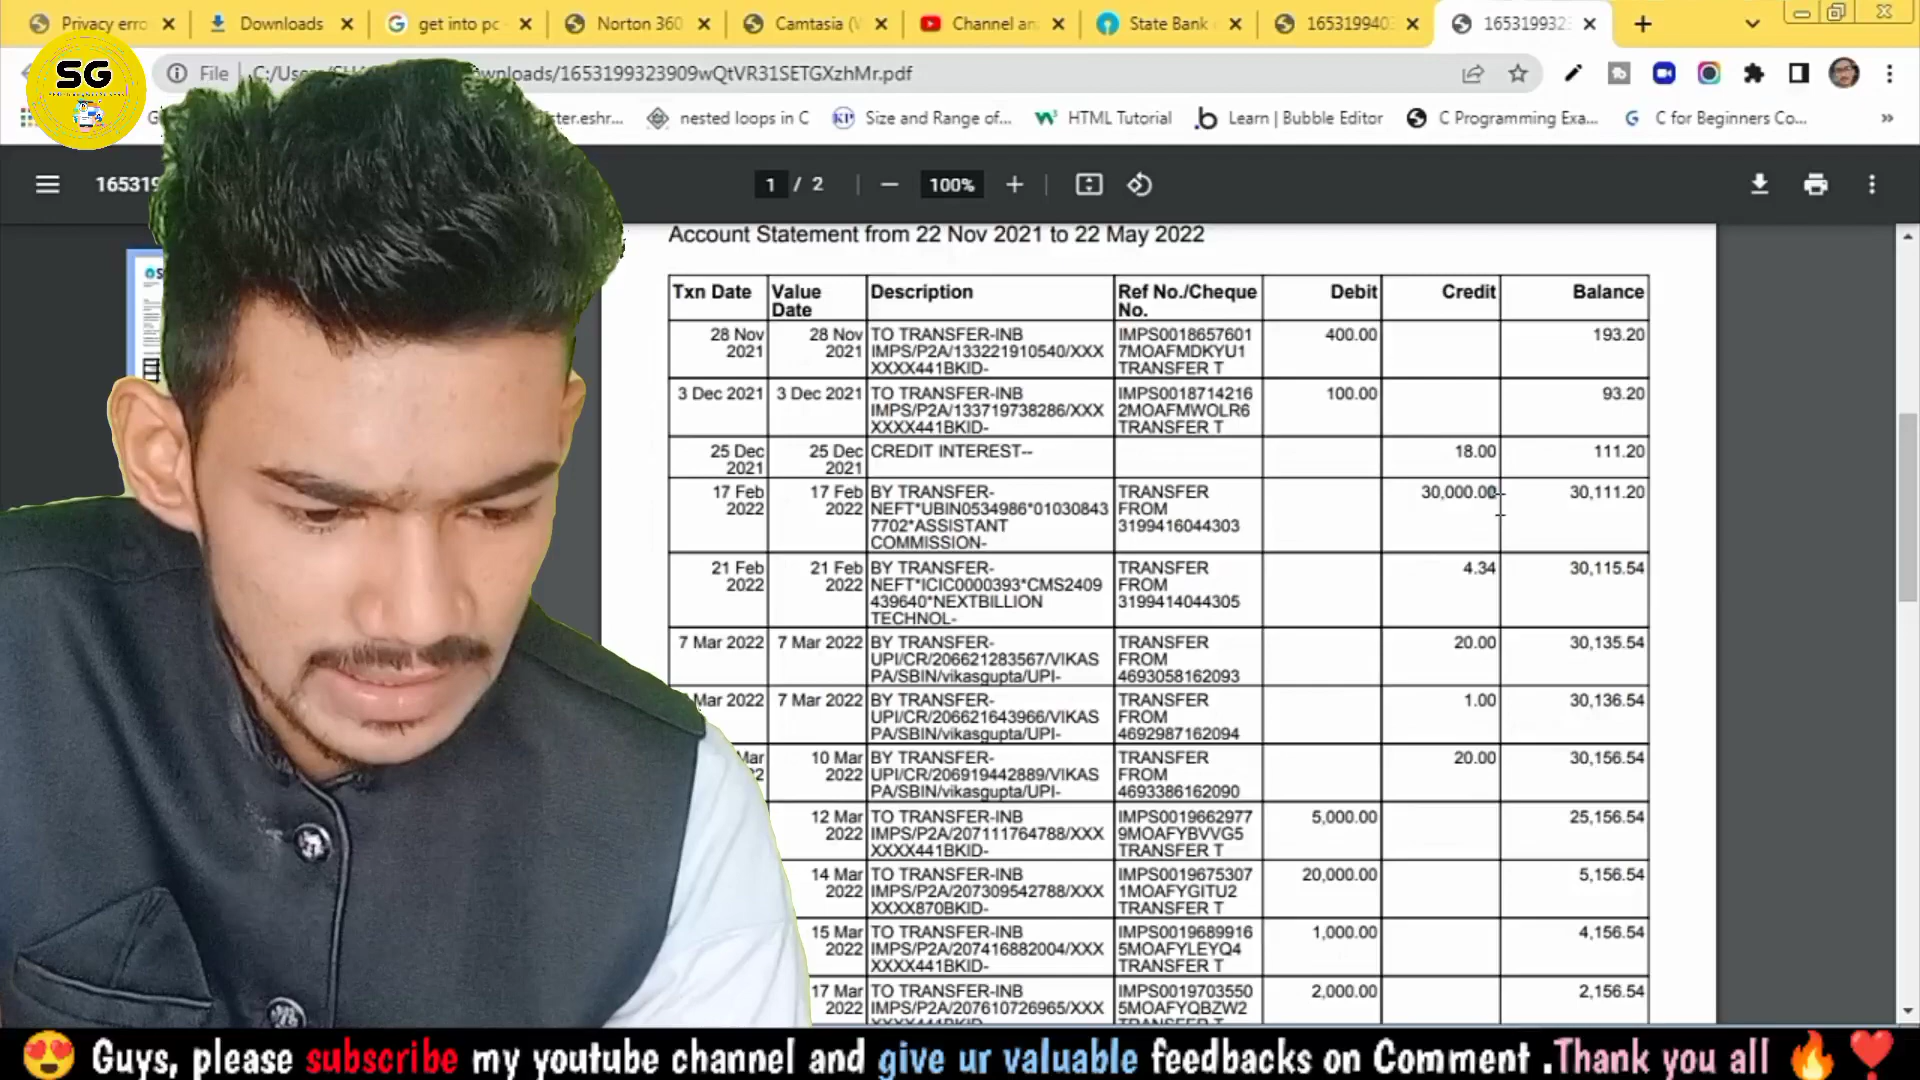 Privacy erro
Downloads
get into pc
Norton 360
Camtasia (
Channel an
State Bank
165319940
165319932
SG
File
C:/Users/
wnloads/1653199323909wQtVR31SETGXzhMr.pdf
ster.eshr...
nested loops in C
KP
Size and Range of...
HTML Tutorial
Learn | Bubble Editor
C Programming Exa...
C for Beginners Co...
16531
1 / 2
100%
Account Statement from 22 Nov 2021 to 22 May 2022
Txn Date Value Date Description Ref No./Cheque No. Debit Credit Balance
28 Nov 2021 28 Nov 2021 TO TRANSFER-INB IMPS/P2A/133221910540/XXX XXXX441BKID- IMPS0018657601 7MOAFMDKYU1 TRANSFER T 400.00 193.20
3 Dec 2021 3 Dec 2021 TO TRANSFER-INB IMPS/P2A/133719738286/XXX XXXX441BKID- IMPS0018714216 2MOAFMWOLR6 TRANSFER T 100.00 93.20
25 Dec 2021 25 Dec 2021 CREDIT INTEREST-- 18.00 111.20
17 Feb 2022 17 Feb 2022 BY TRANSFER- NEFT*UBIN0534986*01030843 7702*ASSISTANT COMMISSION- TRANSFER FROM 3199416044303 30,000.00 30,111.20
21 Feb 2022 21 Feb 2022 BY TRANSFER- NEFT*ICIC0000393*CMS2409 439640*NEXTBILLION TECHNOL- TRANSFER FROM 3199414044305 4.34 30,115.54
7 Mar 2022 7 Mar 2022 BY TRANSFER- UPI/CR/206621283567/VIKAS PA/SBIN/vikasgupta/UPI- TRANSFER FROM 4693058162093 20.00 30,135.54
Mar 2022 7 Mar 2022 BY TRANSFER- UPI/CR/206621643966/VIKAS PA/SBIN/vikasgupta/UPI- TRANSFER FROM 4692987162094 1.00 30,136.54
Mar 10 Mar 2022 BY TRANSFER- UPI/CR/206919442889/VIKAS PA/SBIN/vikasgupta/UPI- TRANSFER FROM 4693386162090 20.00 30,156.54
12 Mar 2022 TO TRANSFER-INB IMPS/P2A/207111764788/XXX XXXX441BKID- IMPS0019662977 9MOAFYBVVG5 TRANSFER T 5,000.00 25,156.54
14 Mar 2022 TO TRANSFER-INB IMPS/P2A/207309542788/XXX XXXX870BKID- IMPS0019675307 1MOAFYGITU2 TRANSFER T 20,000.00 5,156.54
15 Mar 2022 TO TRANSFER-INB IMPS/P2A/207416882004/XXX XXXX441BKID- IMPS0019689916 5MOAFYLEYQ4 TRANSFER T 1,000.00 4,156.54
17 Mar 2022 TO TRANSFER-INB IMPS/P2A/207610726965/XXX IMPS0019703550 5MOAFYQBZW2 2,000.00 2,156.54
Guys, please subscribe my youtube channel and give ur valuable feedbacks on Comment .Thank you all